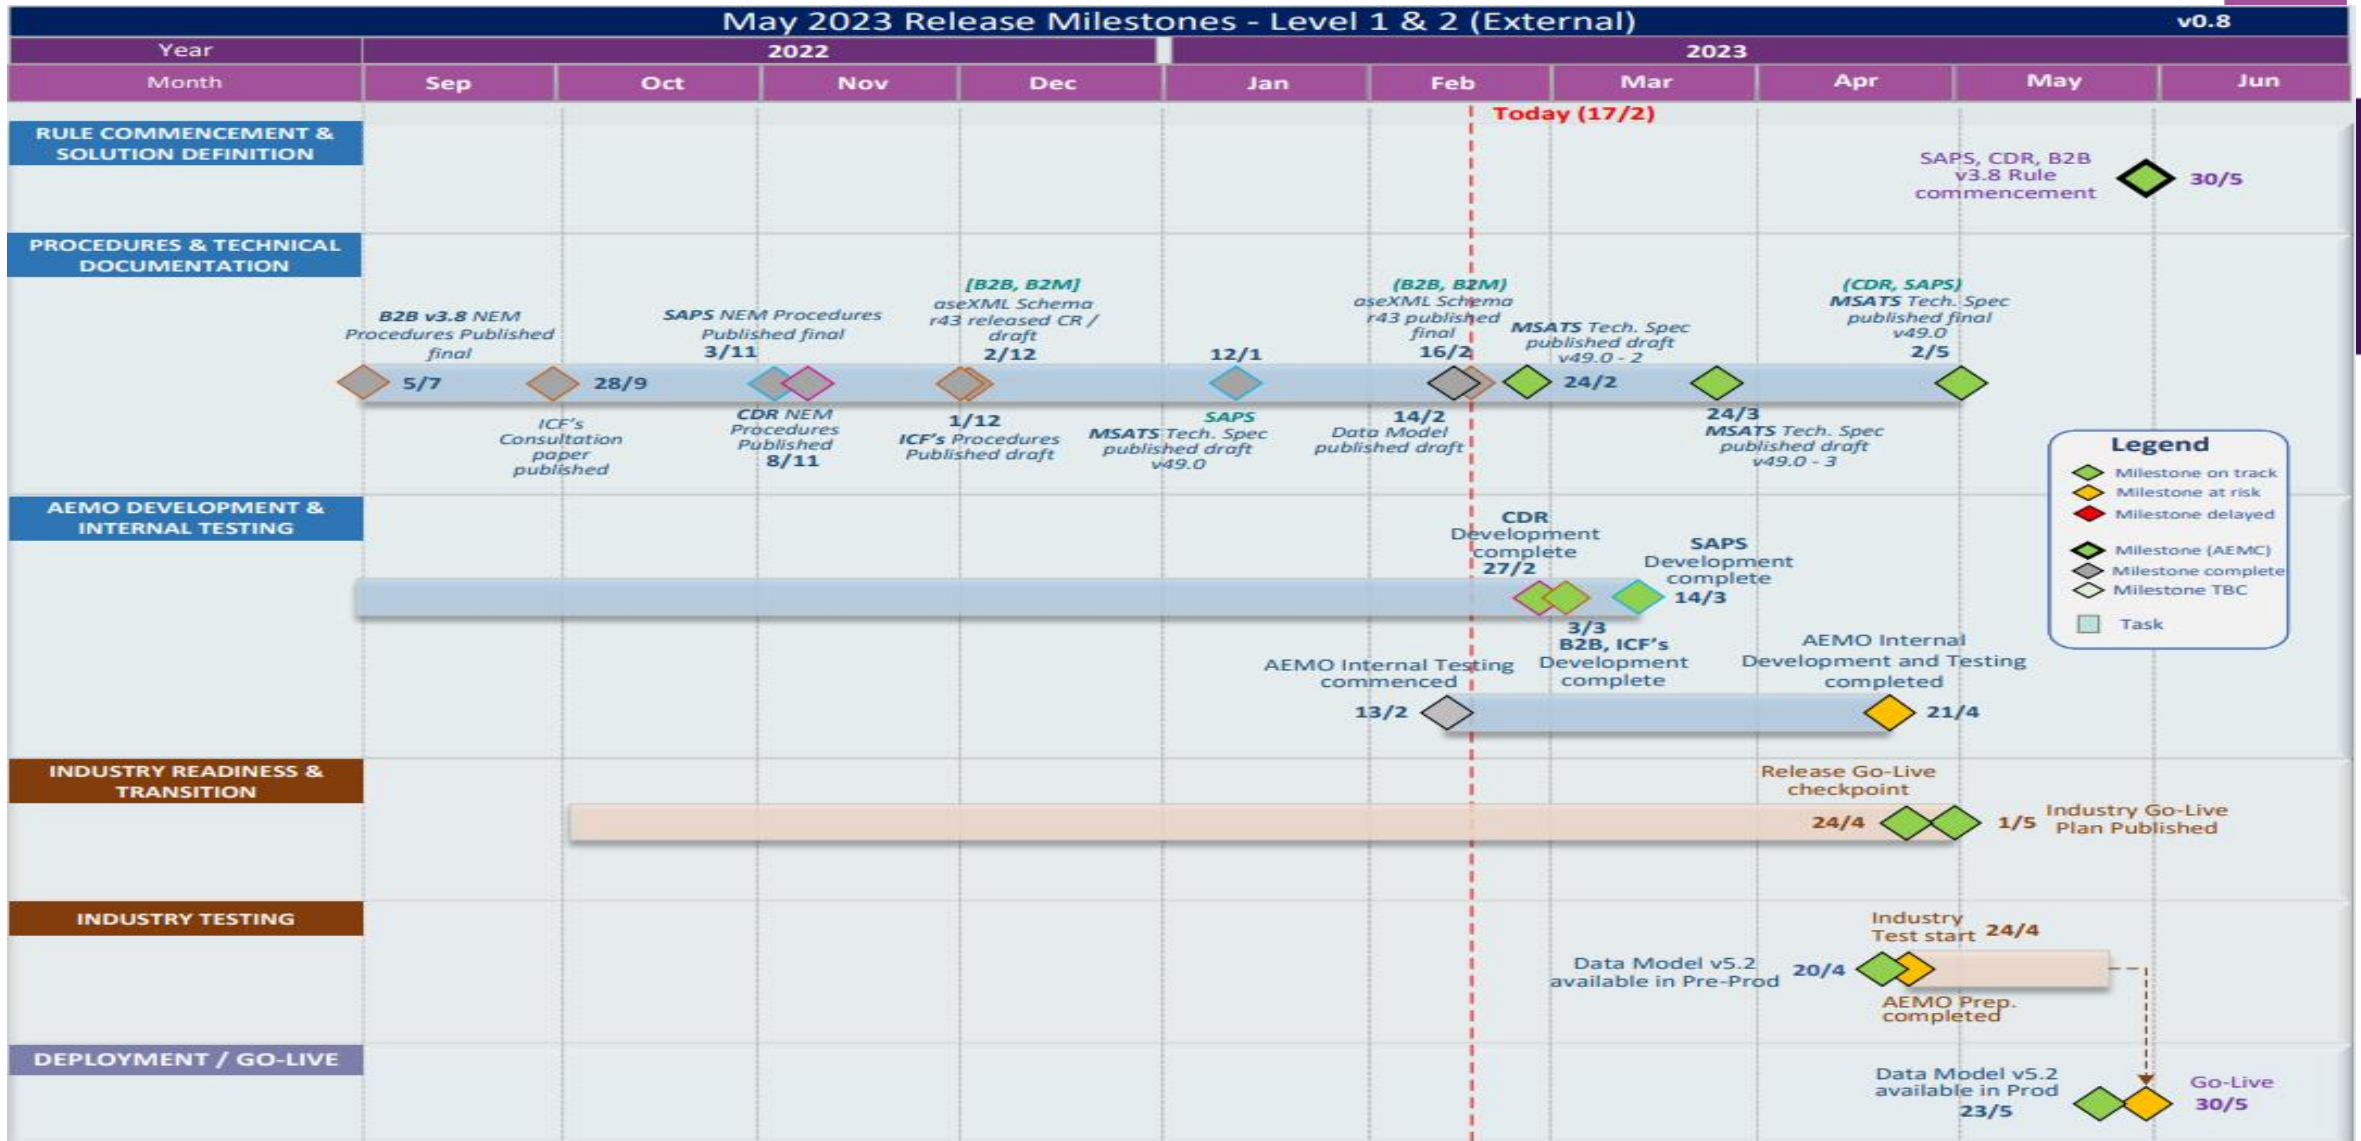 May 2023 Release Milestones - Level 1 & 2 (External)
v0.8
Year
2022
2023
Month
Sep
Oct
Nov
Dec
Jan
Feb
Mar
Apr
May
Jun
Today (17/2)
RULE COMMENCEMENT &
SOLUTION DEFINITION
SAPS, CDR, B2B
v3.8 Rule
commencement
30/5
PROCEDURES & TECHNICAL
DOCUMENTATION
B2B v3.8 NEM
Procedures Published
final
5/7
ICF's
Consultation
paper
published
28/9
SAPS NEM Procedures
Published final
3/11
CDR NEM
Procedures
Published
8/11
[B2B, B2M]
aseXML Schema
r43 released CR /
draft
2/12
1/12
ICF's Procedures
Published draft
12/1
SAPS
MSATS Tech. Spec
published draft
v49.0
(B2B, B2M)
aseXML Schema
r43 published
final
16/2
14/2
Data Model
published draft
MSATS Tech. Spec
published draft
v49.0 - 2
24/2
24/3
MSATS Tech. Spec
published draft
v49.0 - 3
(CDR, SAPS)
MSATS Tech. Spec
published final
v49.0
2/5
Legend
Milestone on track
Milestone at risk
Milestone delayed
Milestone (AEMC)
Milestone complete
Milestone TBC
Task
AEMO DEVELOPMENT &
INTERNAL TESTING
CDR
Development
complete
27/2
SAPS
Development
complete
14/3
3/3
B2B, ICF's
Development
complete
AEMO Internal Testing
commenced
13/2
AEMO Internal
Development and Testing
completed
21/4
INDUSTRY READINESS &
TRANSITION
Release Go-Live
checkpoint
24/4
1/5
Industry Go-Live
Plan Published
INDUSTRY TESTING
Industry
Test start
24/4
Data Model v5.2
available in Pre-Prod
20/4
AEMO Prep.
completed
DEPLOYMENT / GO-LIVE
Data Model v5.2
available in Prod
23/5
Go-Live
30/5